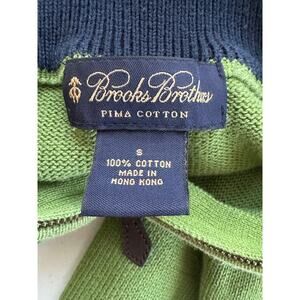 Brooks Brothers
PIMA COTTON
S
100% COTTON
MADE IN
HONG KONG